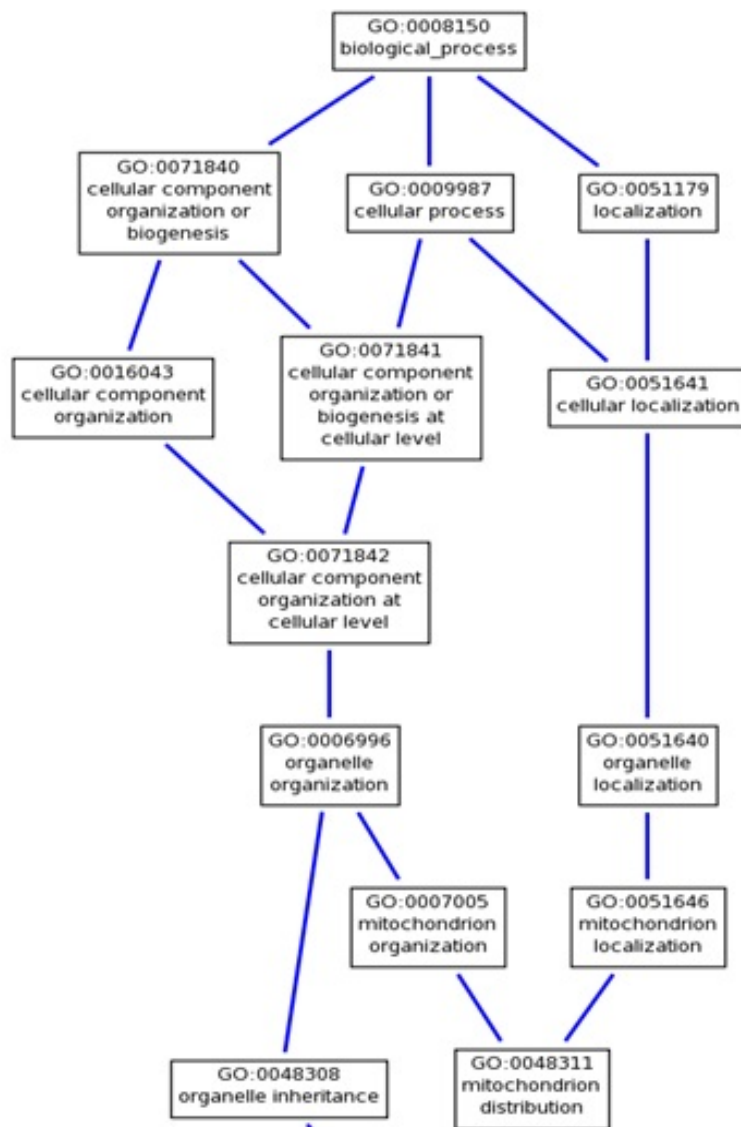 GO:0008150
biological_process
GO:0071840
cellular component
organization or
biogenesis
GO:0009987
cellular process
GO:0051179
localization
GO:0016043
cellular component
organization
GO:0071841
cellular component
organization or
biogenesis at
cellular level
GO:0051641
cellular localization
GO:0071842
cellular component
organization at
cellular level
GO:0006996
organelle
organization
GO:0051640
organelle
localization
GO:0007005
mitochondrion
organization
GO:0051646
mitochondrion
localization
GO:0048308
organelle inheritance
GO:0048311
mitochondrion
distribution